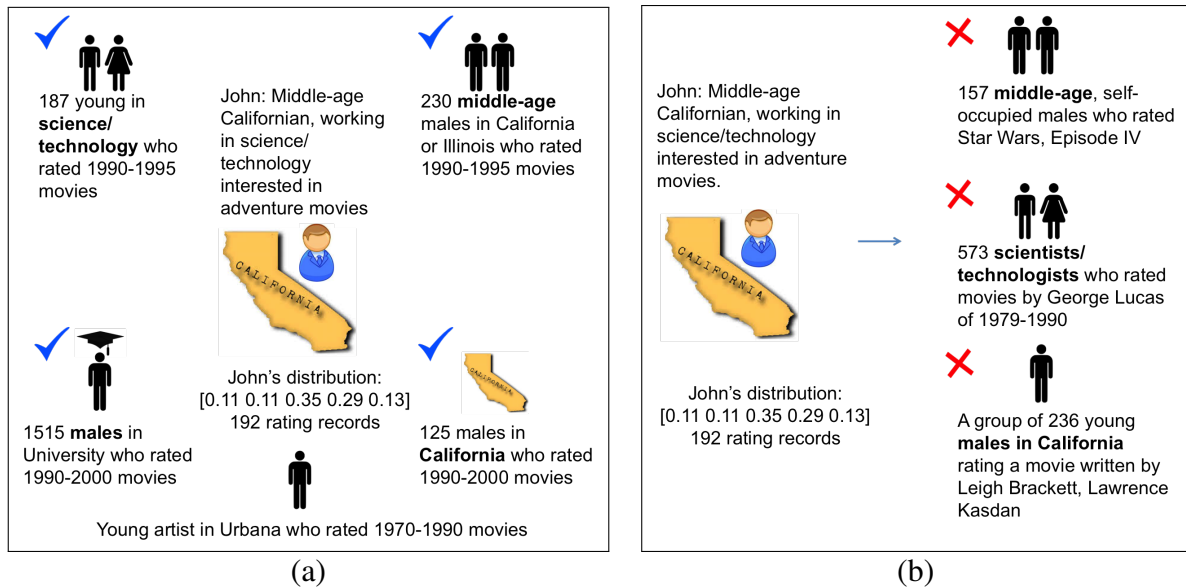 187 young in
science/
technology who
rated 1990-1995
movies
John: Middle-age
Californian, working
in science/
technology
interested in
adventure movies
230 middle-age
males in California
or Illinois who rated
1990-1995 movies
CALIFORNIA
1515 males in
University who rated
1990-2000 movies
John's distribution:
[0.11 0.11 0.35 0.29 0.13]
192 rating records
CALIFORNIA
125 males in
California who rated
1990-2000 movies
Young artist in Urbana who rated 1970-1990 movies
(a)
John: Middle-age
Californian, working in
science/technology
interested in adventure
movies.
CALIFORNIA
John's distribution:
[0.11 0.11 0.35 0.29 0.13]
192 rating records
157 middle-age, self-
occupied males who rated
Star Wars, Episode IV
573 scientists/
technologists who rated
movies by George Lucas
of 1979-1990
A group of 236 young
males in California
rating a movie written by
Leigh Brackett, Lawrence
Kasdan
(b)